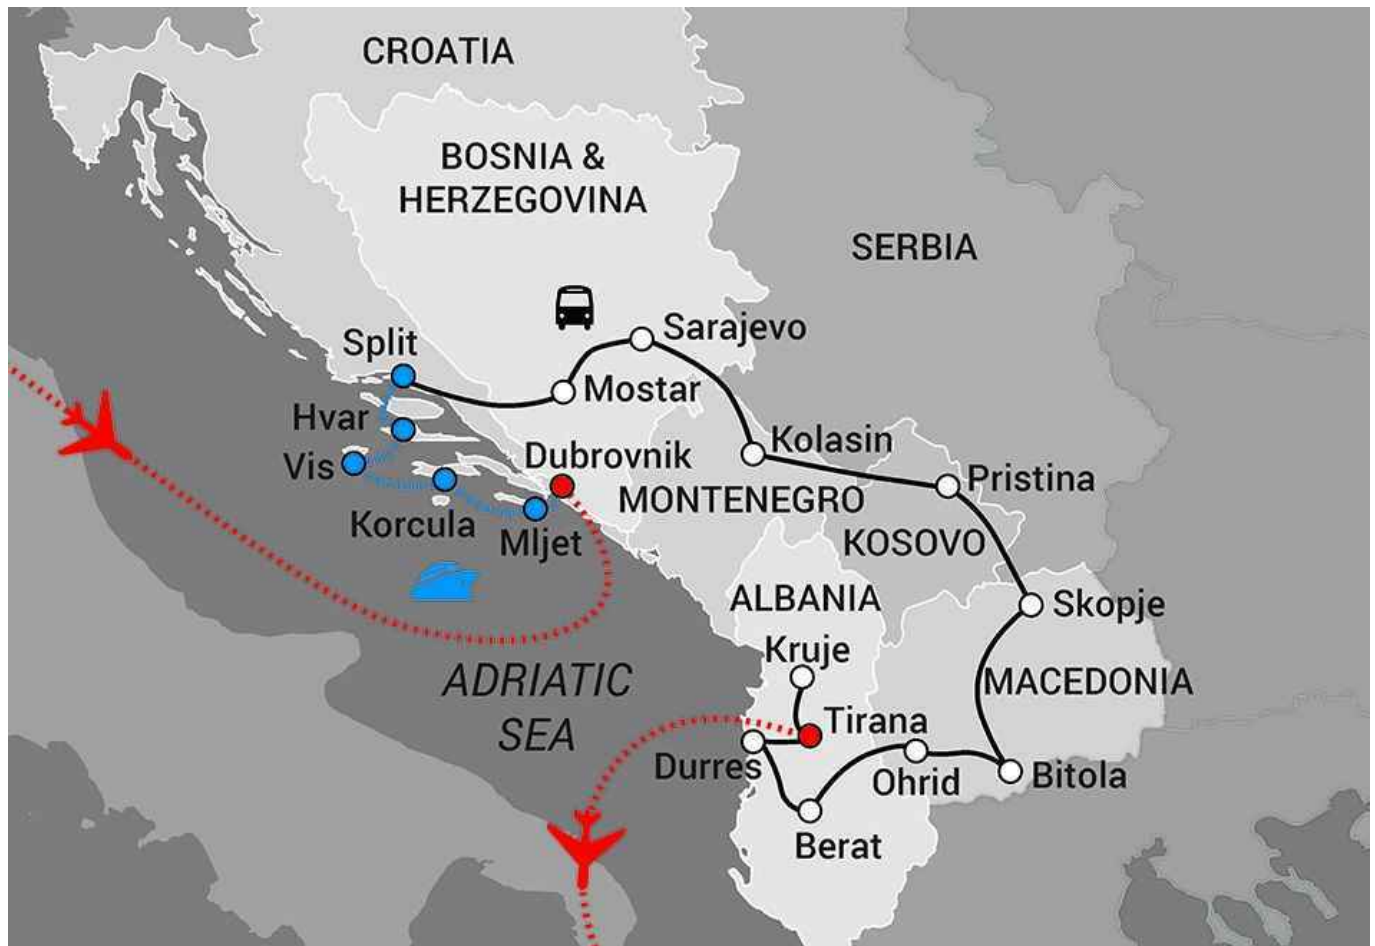 CROATIA
BOSNIA &
HERZEGOVINA
SERBIA
Sarajevo
Split
Mostar
Hvar
Kolasin
Vis
Dubrovnik
Pristina
MONTENEGRO
Korcula
Mljet
KOSOVO
ALBANIA
Skopje
Kruje
ADRIATIC
SEA
MACEDONIA
Tirana
Durres
Ohrid
Bitola
Berat